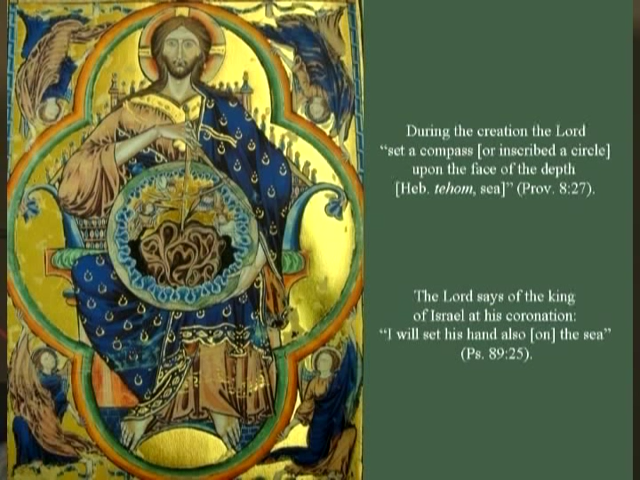 During the creation the Lord
“set a compass [or inscribed a circle]
upon the face of the depth
[Heb. tehom, sea]” (Prov. 8:27).
The Lord says of the king
of Israel at his coronation:
“I will set his hand also [on] the sea”
(Ps. 89:25).